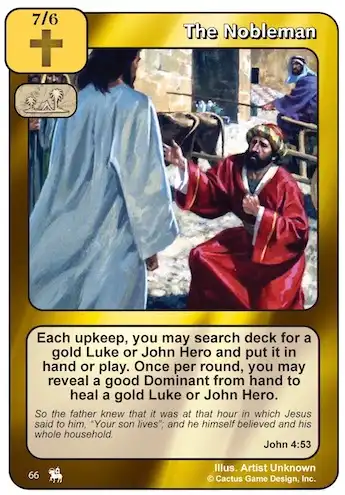 7/6
The Nobleman
Each upkeep, you may search deck for a
gold Luke or John Hero and put it in
hand or play. Once per round, you may
reveal a good Dominant from hand to
heal a gold Luke or John Hero.
So the father knew that it was at that hour in which Jesus
said to him, “Your son lives”; and he himself believed and his
whole household.
John 4:53
66
Illus. Artist Unknown
© Cactus Game Design, Inc.